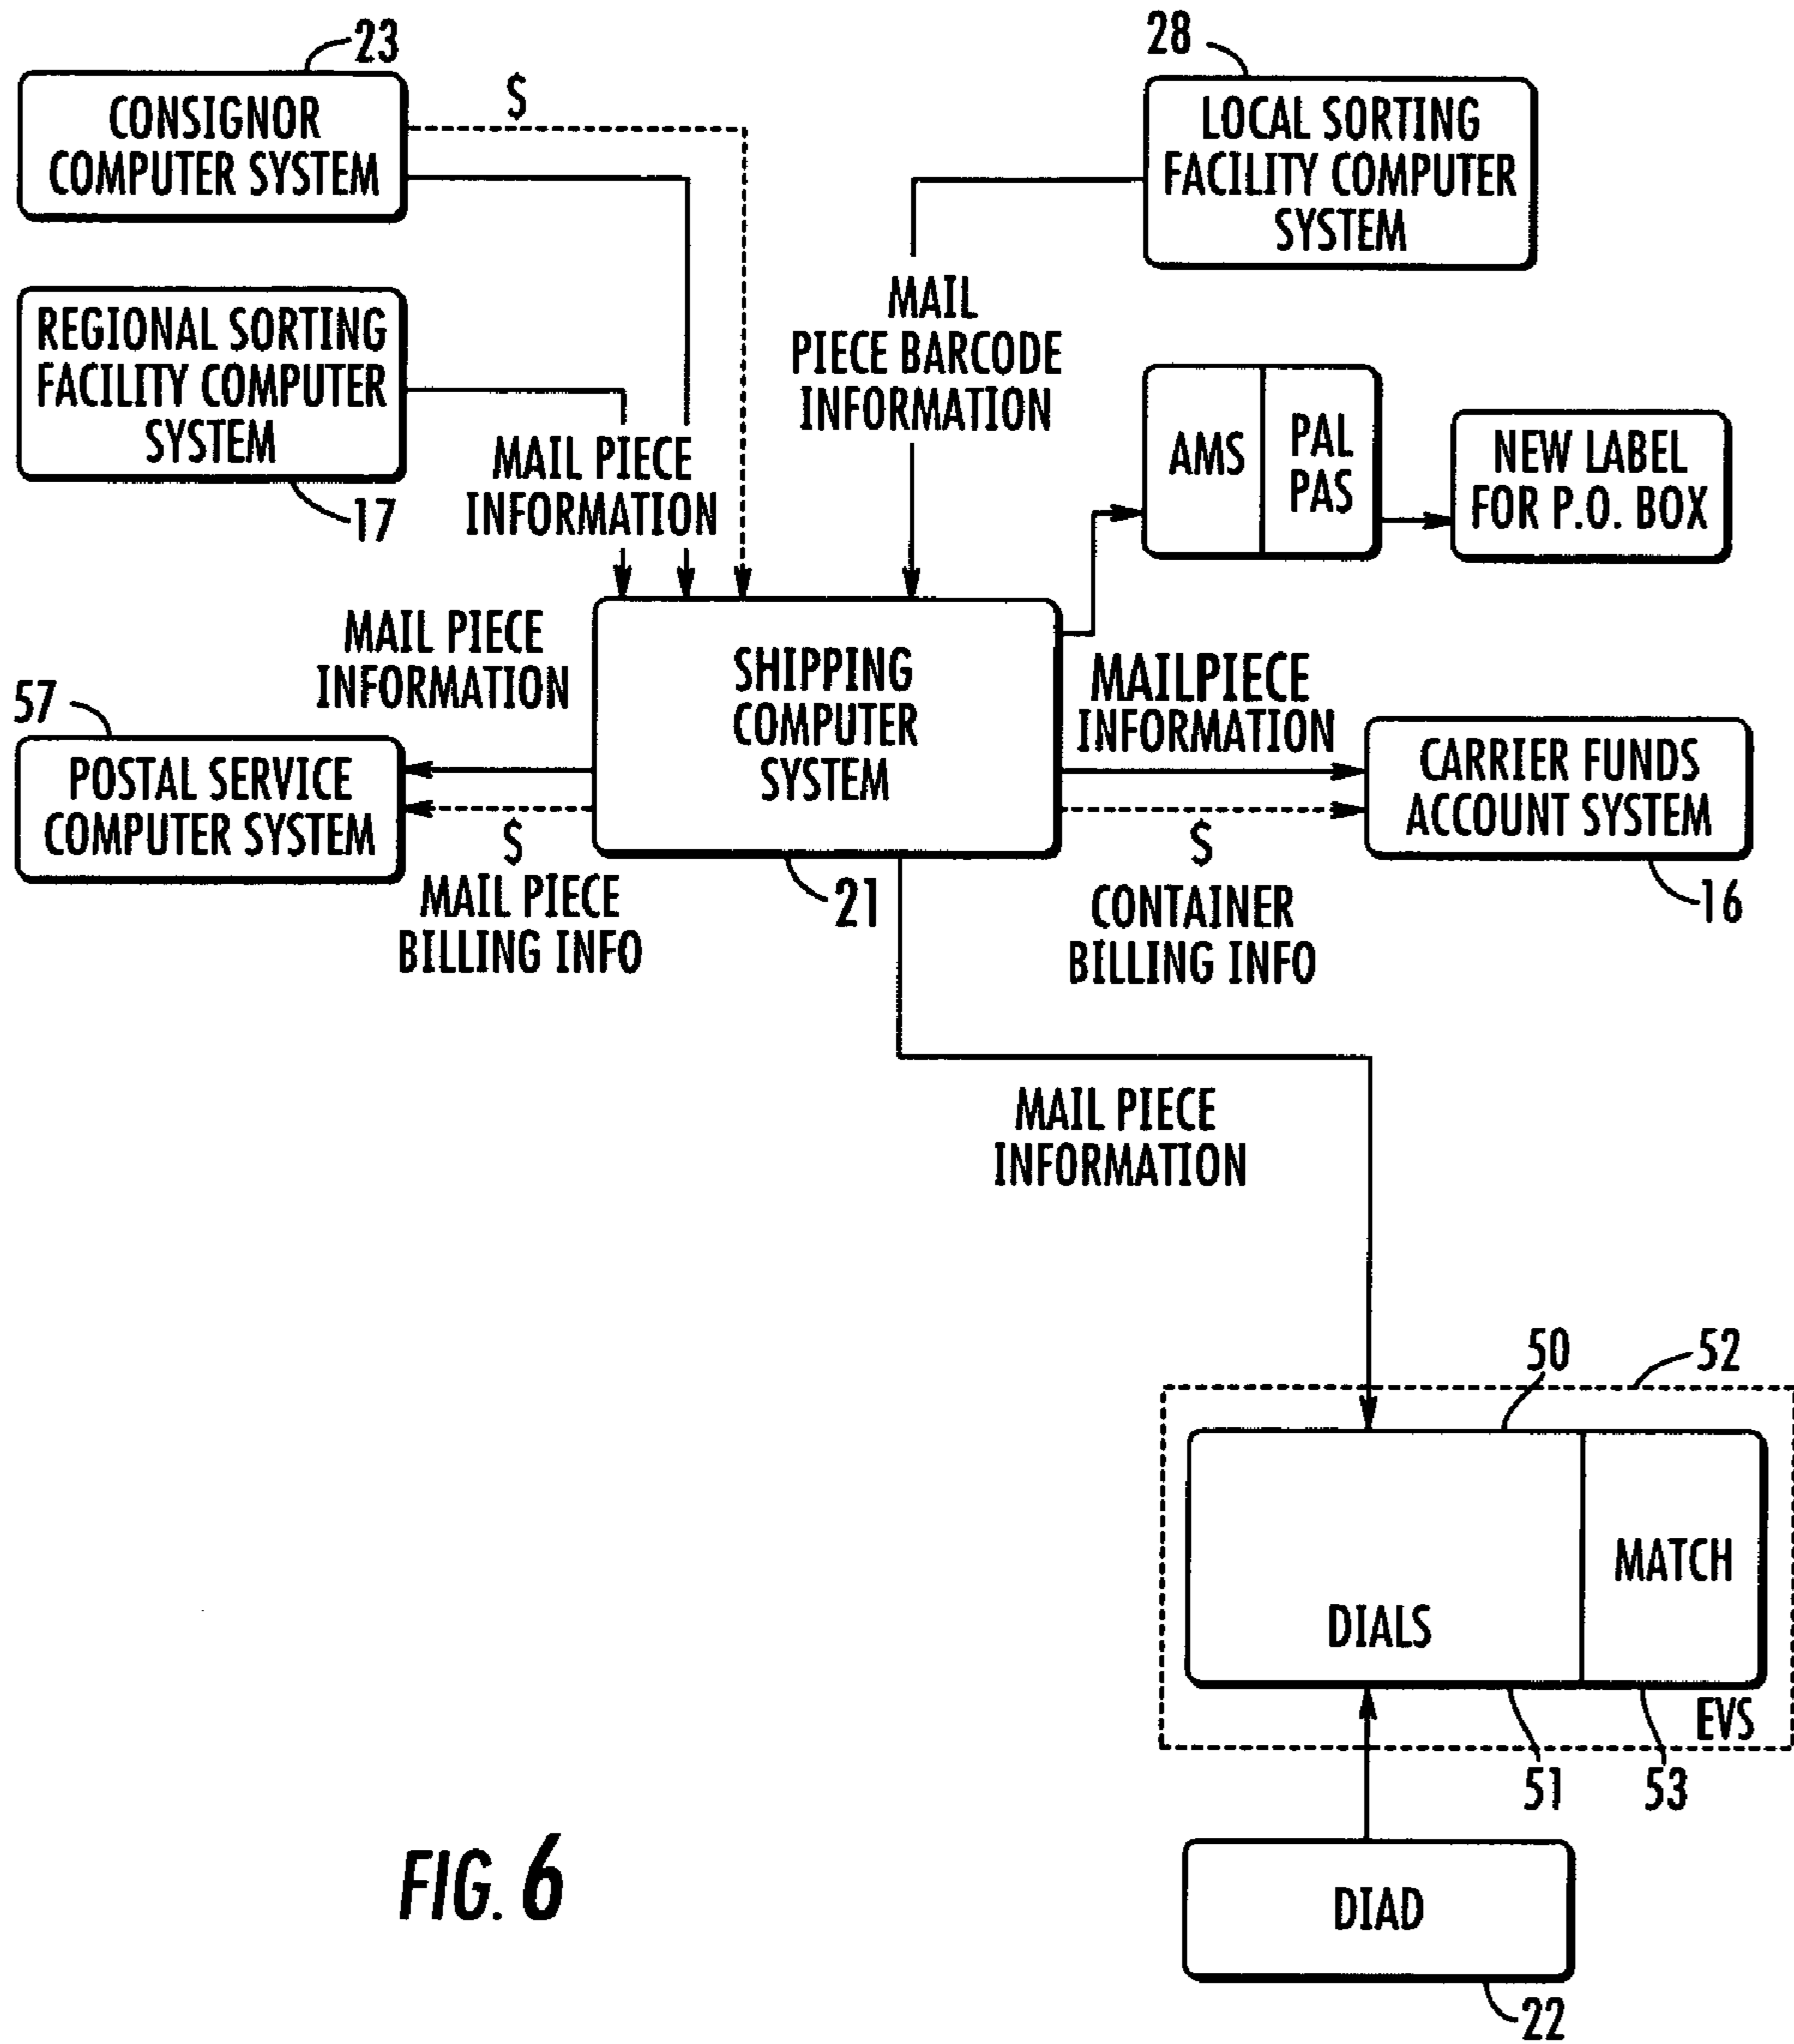 23
CONSIGNOR
COMPUTER SYSTEM
$
28
LOCAL SORTING
FACILITY COMPUTER
SYSTEM
REGIONAL SORTING
FACILITY COMPUTER
SYSTEM
17
MAIL PIECE
INFORMATION
MAIL
PIECE BARCODE
INFORMATION
AMS
PAL
PAS
NEW LABEL
FOR P.O. BOX
MAIL PIECE
INFORMATION
57
POSTAL SERVICE
COMPUTER SYSTEM
$
MAIL PIECE
BILLING INFO
SHIPPING
COMPUTER
SYSTEM
21
MAILPIECE
INFORMATION
CARRIER FUNDS
ACCOUNT SYSTEM
16
$
CONTAINER
BILLING INFO
MAIL PIECE
INFORMATION
50
52
DIALS
MATCH
EVS
51
53
DIAD
22
FIG. 6